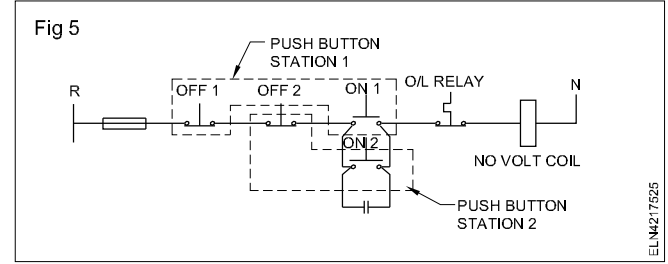 Fig 5
PUSH BUTTON
STATION 1
R
OFF 1
OFF 2
ON 1
O/L RELAY
N
ON 2
NO VOLT COIL
PUSH BUTTON
STATION 2
ELN4217525